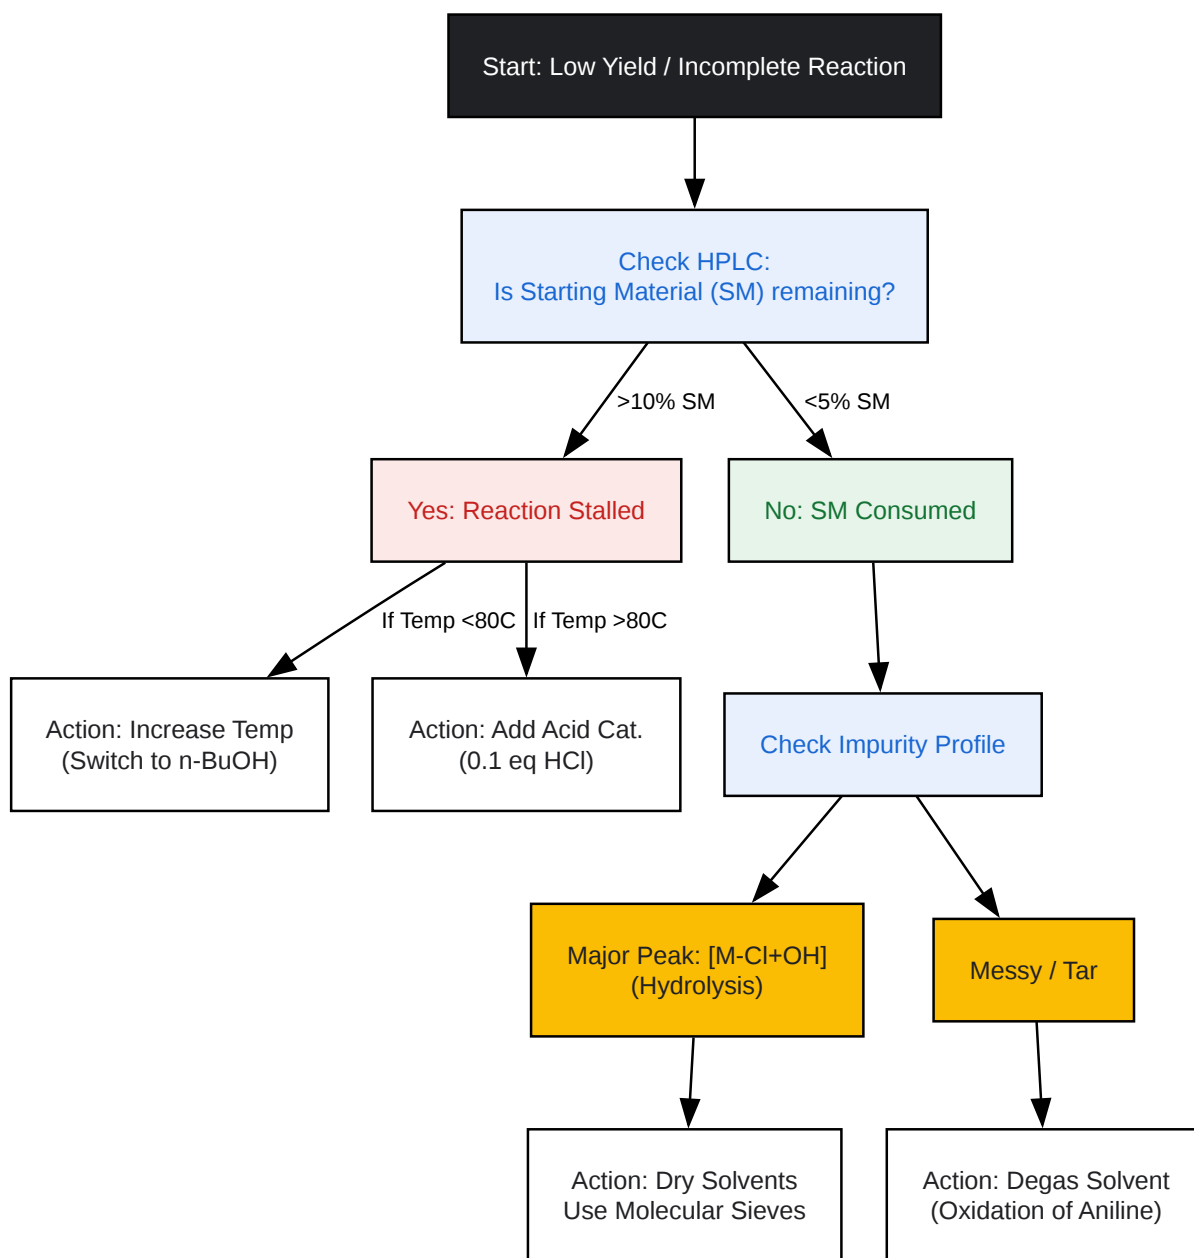 Start: Low Yield / Incomplete Reaction
Check HPLC:
Is Starting Material (SM) remaining?
>10% SM
<5% SM
Yes: Reaction Stalled
No: SM Consumed
If Temp <80C
If Temp >80C
Action: Increase Temp
(Switch to n-BuOH)
Action: Add Acid Cat.
(0.1 eq HCl)
Check Impurity Profile
Major Peak: [M-Cl+OH]
(Hydrolysis)
Messy / Tar
Action: Dry Solvents
Use Molecular Sieves
Action: Degas Solvent
(Oxidation of Aniline)